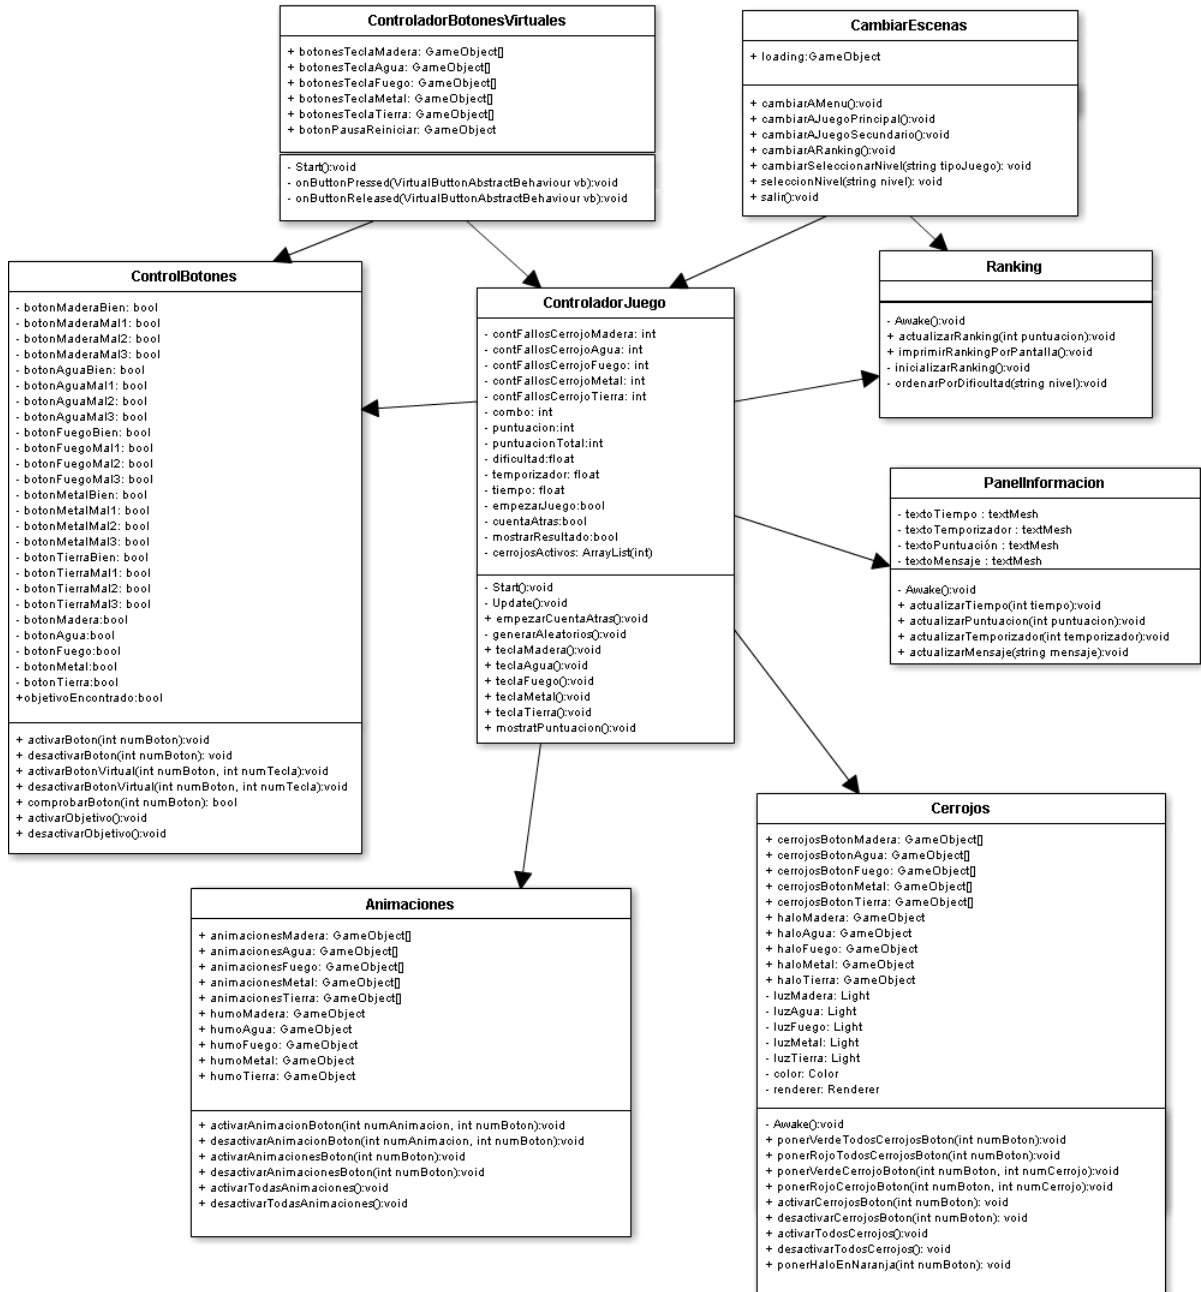 ControladorBotonesVirtuales
+ botonesTeclaMadera: GameObject[]
+ botonesTeclaAgua: GameObject[]
+ botonesTeclaFuego: GameObject[]
+ botonesTeclaMetal: GameObject[]
+ botonesTeclaTierra: GameObject[]
+ botonPausaReiniciar: GameObject
- Start():void
- onButtonPressed(VirtualButtonAbstractBehaviour vb):void
- onButtonReleased(VirtualButtonAbstractBehaviour vb):void
CambiarEscenas
+ loading:GameObject
+ cambiarAMenu():void
+ cambiarAJuegoPrincipal():void
+ cambiarAJuegoSecundario():void
+ cambiarARanking():void
+ cambiarSeleccionarNivel(string tipoJuego): void
+ seleccionNivel(string nivel): void
+ salir():void
ControlBotones
- botonMaderaBien: bool
- botonMaderaMal1: bool
- botonMaderaMal2: bool
- botonMaderaMal3: bool
- botonAguaBien: bool
- botonAguaMal1: bool
- botonAguaMal2: bool
- botonAguaMal3: bool
- botonFuegoBien: bool
- botonFuegoMal1: bool
- botonFuegoMal2: bool
- botonFuegoMal3: bool
- botonMetalBien: bool
- botonMetalMal1: bool
- botonMetalMal2: bool
- botonMetalMal3: bool
- botonTierraBien: bool
- botonTierraMal1: bool
- botonTierraMal2: bool
- botonTierraMal3: bool
- botonMadera:bool
- botonAgua:bool
- botonFuego:bool
- botonMetal:bool
- botonTierra:bool
+objetivoEncontrado:bool
+ activarBoton(int numBoton):void
+ desactivarBoton(int numBoton): void
+ activarBotonVirtual(int numBoton, int numTecla):void
+ desactivarBotonVirtual(int numBoton, int numTecla):void
+ comprobarBoton(int numBoton): bool
+ activarObjetivo():void
+ desactivarObjetivo():void
ControladorJuego
- contFallosCerrojoMadera: int
- contFallosCerrojoAgua: int
- contFallosCerrojoFuego: int
- contFallosCerrojoMetal: int
- contFallosCerrojoTierra: int
- combo: int
- puntuacion:int
- puntuacionTotal:int
- dificultad:float
- temporizador: float
- tiempo: float
- empezarJuego:bool
- cuentaAtras:bool
- mostrarResultado:bool
- cerrojosActivos: ArrayList(int)
- Start():void
- Update():void
+ empezarCuentaAtras():void
- generarAleatorios():void
+ teclaMadera():void
+ teclaAgua():void
+ teclaFuego():void
+ teclaMetal():void
+ teclaTierra():void
+ mostratPuntuacion():void
Ranking
- Awake():void
+ actualizarRanking(int puntuacion):void
+ imprimirRankingPorPantalla():void
- inicializarRanking():void
- ordenarPorDificultad(string nivel):void
PanelInformacion
- textoTiempo : textMesh
- textoTemporizador : textMesh
- textoPuntuación : textMesh
- textoMensaje : textMesh
- Awake():void
+ actualizarTiempo(int tiempo):void
+ actualizarPuntuacion(int puntuacion):void
+ actualizarTemporizador(int temporizador):void
+ actualizarMensaje(string mensaje):void
Animaciones
+ animacionesMadera: GameObject[]
+ animacionesAgua: GameObject[]
+ animacionesFuego: GameObject[]
+ animacionesMetal: GameObject[]
+ animacionesTierra: GameObject[]
+ humoMadera: GameObject
+ humoAgua: GameObject
+ humoFuego: GameObject
+ humoMetal: GameObject
+ humoTierra: GameObject
+ activarAnimacionBoton(int numAnimacion, int numBoton):void
+ desactivarAnimacionBoton(int numAnimacion, int numBoton):void
+ activarAnimacionesBoton(int numBoton):void
+ desactivarAnimacionesBoton(int numBoton):void
+ activarTodasAnimaciones():void
+ desactivarTodasAnimaciones():void
Cerrojos
+ cerrojosBotonMadera: GameObject[]
+ cerrojosBotonAgua: GameObject[]
+ cerrojosBotonFuego: GameObject[]
+ cerrojosBotonMetal: GameObject[]
+ cerrojosBotonTierra: GameObject[]
+ haloMadera: GameObject
+ haloAgua: GameObject
+ haloFuego: GameObject
+ haloMetal: GameObject
+ haloTierra: GameObject
- luzMadera: Light
- luzAgua: Light
- luzFuego: Light
- luzMetal: Light
- luzTierra: Light
- color: Color
- renderer: Renderer
- Awake():void
+ ponerVerdeTodosCerrojosBoton(int numBoton):void
+ ponerRojoTodosCerrojosBoton(int numBoton):void
+ ponerVerdeCerrojoBoton(int numBoton, int numCerrojo):void
+ ponerRojoCerrojoBoton(int numBoton, int numCerrojo):void
+ activarCerrojosBoton(int numBoton): void
+ desactivarCerrojosBoton(int numBoton): void
+ activarTodosCerrojos():void
+ desactivarTodosCerrojos(): void
+ ponerHaloEnNaranja(int numBoton): void